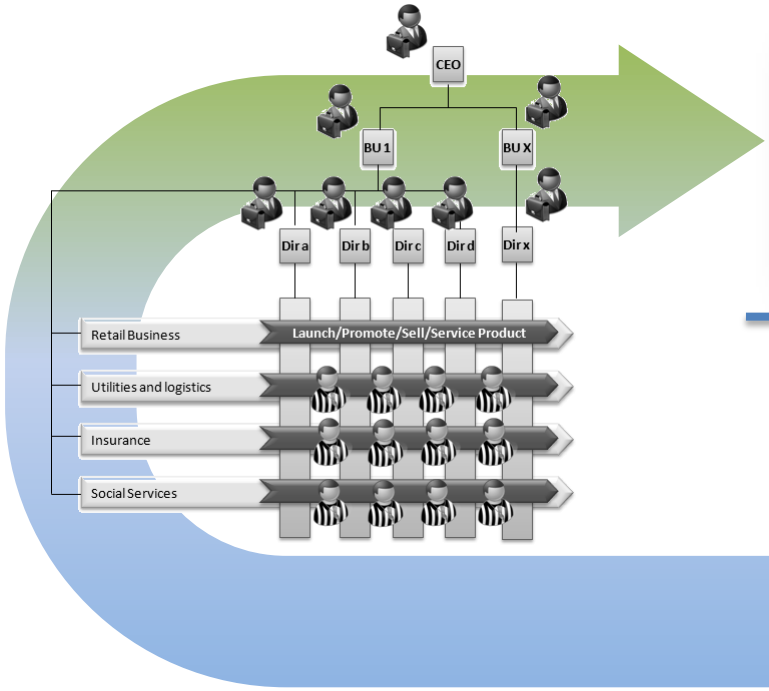 CEO
BU 1
BU X
Dir a
Dir b
Dir c
Dir d
Dir x
Retail Business
Launch/Promote/Sell/Service Product
Utilities and logistics
Insurance
Social Services